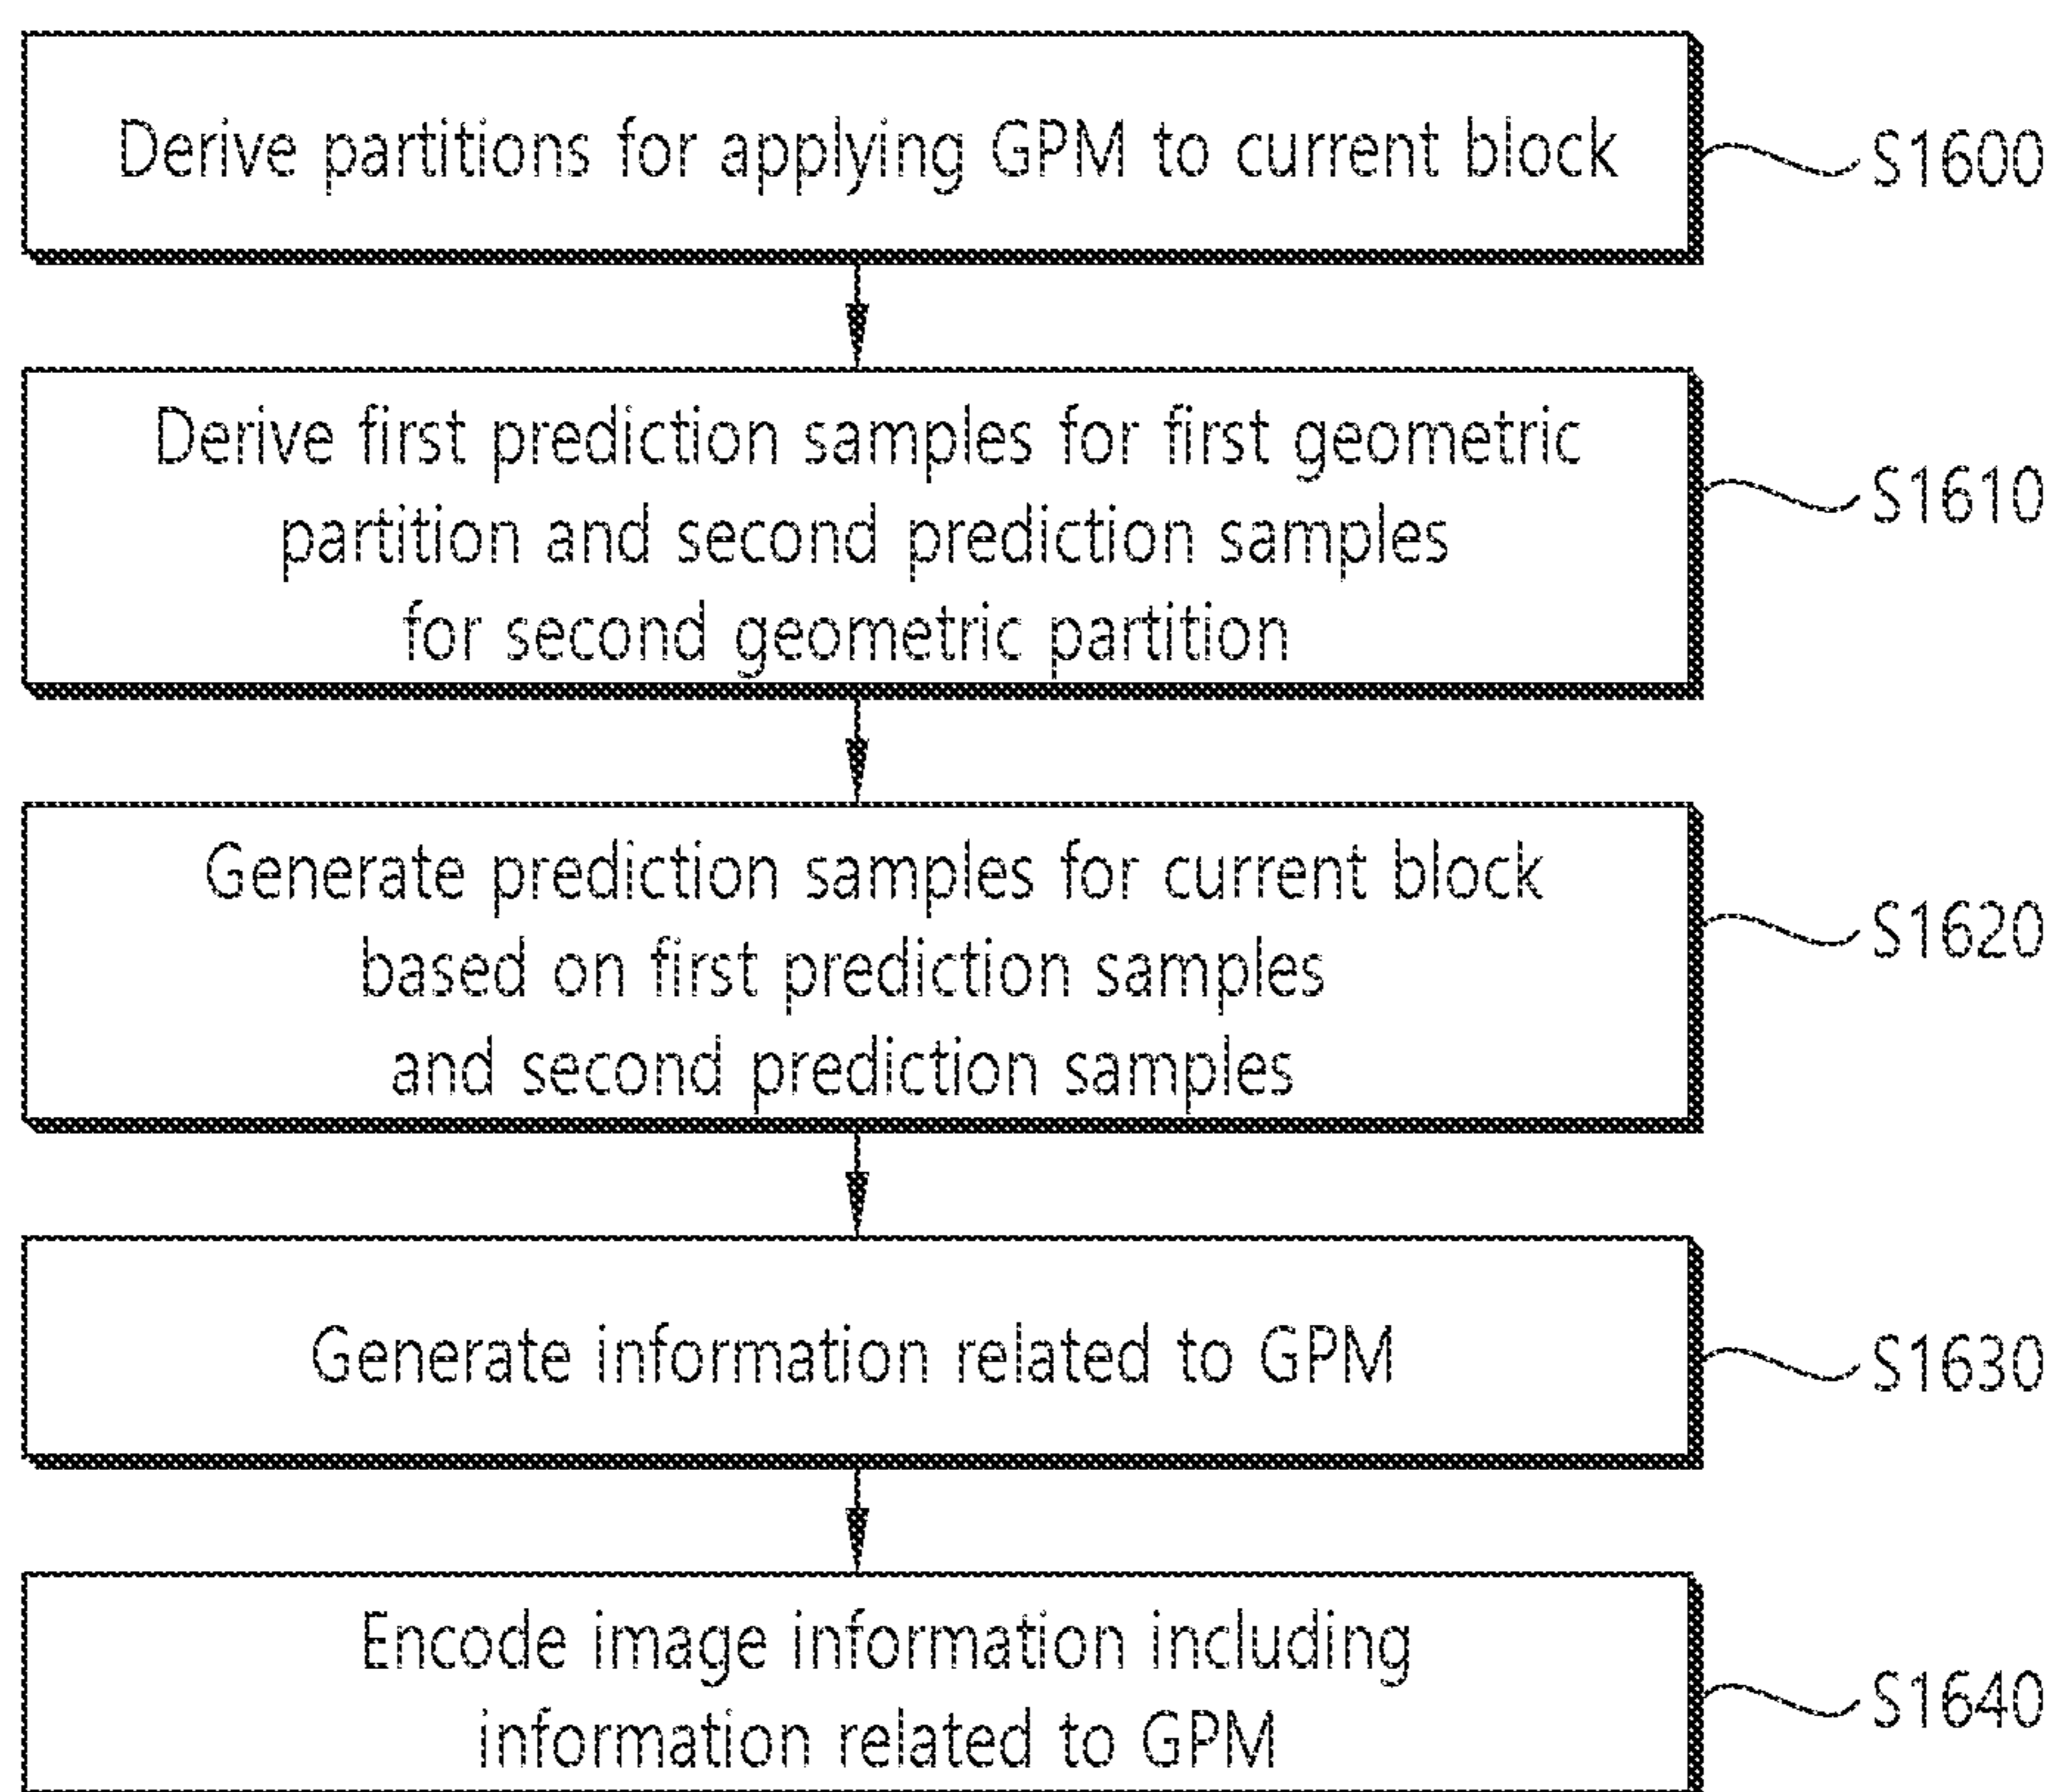 Derive partitions for applying GPM to current block
S1600
Derive first prediction samples for first geometric
partition and second prediction samples
for second geometric partition
S1610
Generate prediction samples for current block
based on first prediction samples
and second prediction samples
S1620
Generate information related to GPM
S1630
Encode image information including
information related to GPM
S1640